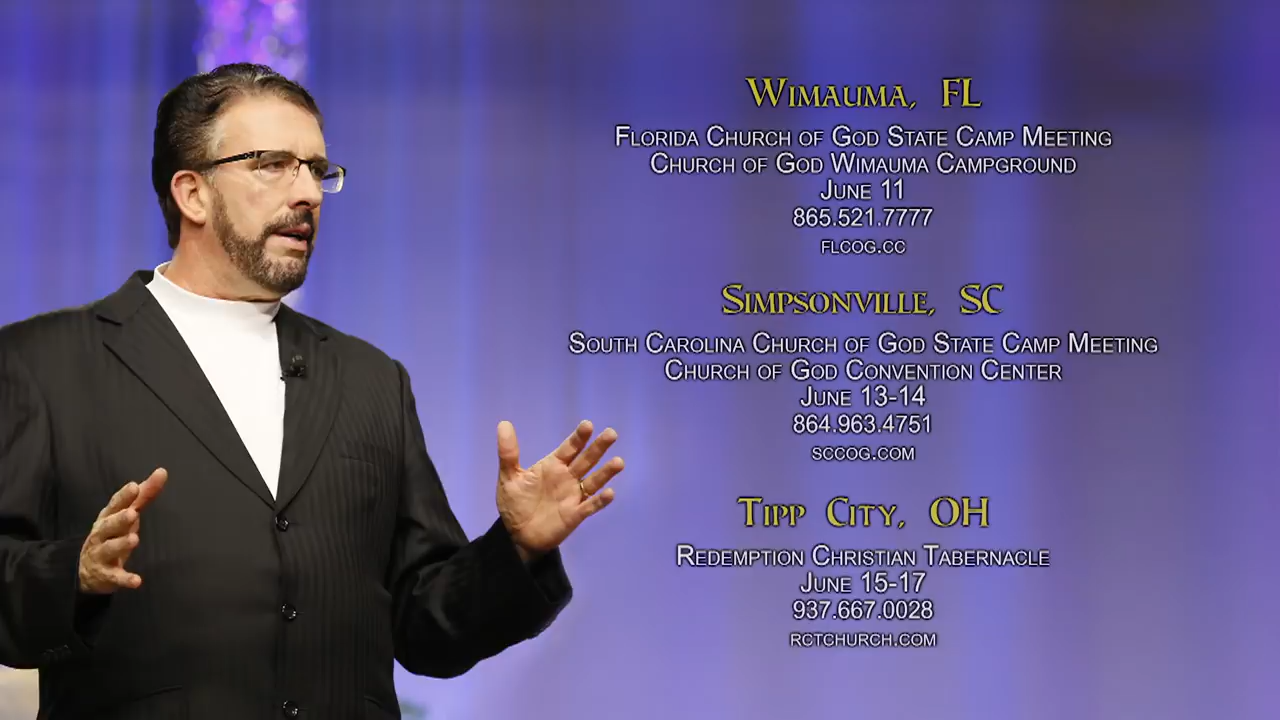 Wimauma, FL
Florida Church of God State Camp Meeting
Church of God Wimauma Campground
June 11
865.521.7777
flcog.cc
Simpsonville, SC
South Carolina Church of God State Camp Meeting
Church of God Convention Center
June 13-14
864.963.4751
sccog.com
Tipp City, OH
Redemption Christian Tabernacle
June 15-17
937.667.0028
rctchurch.com